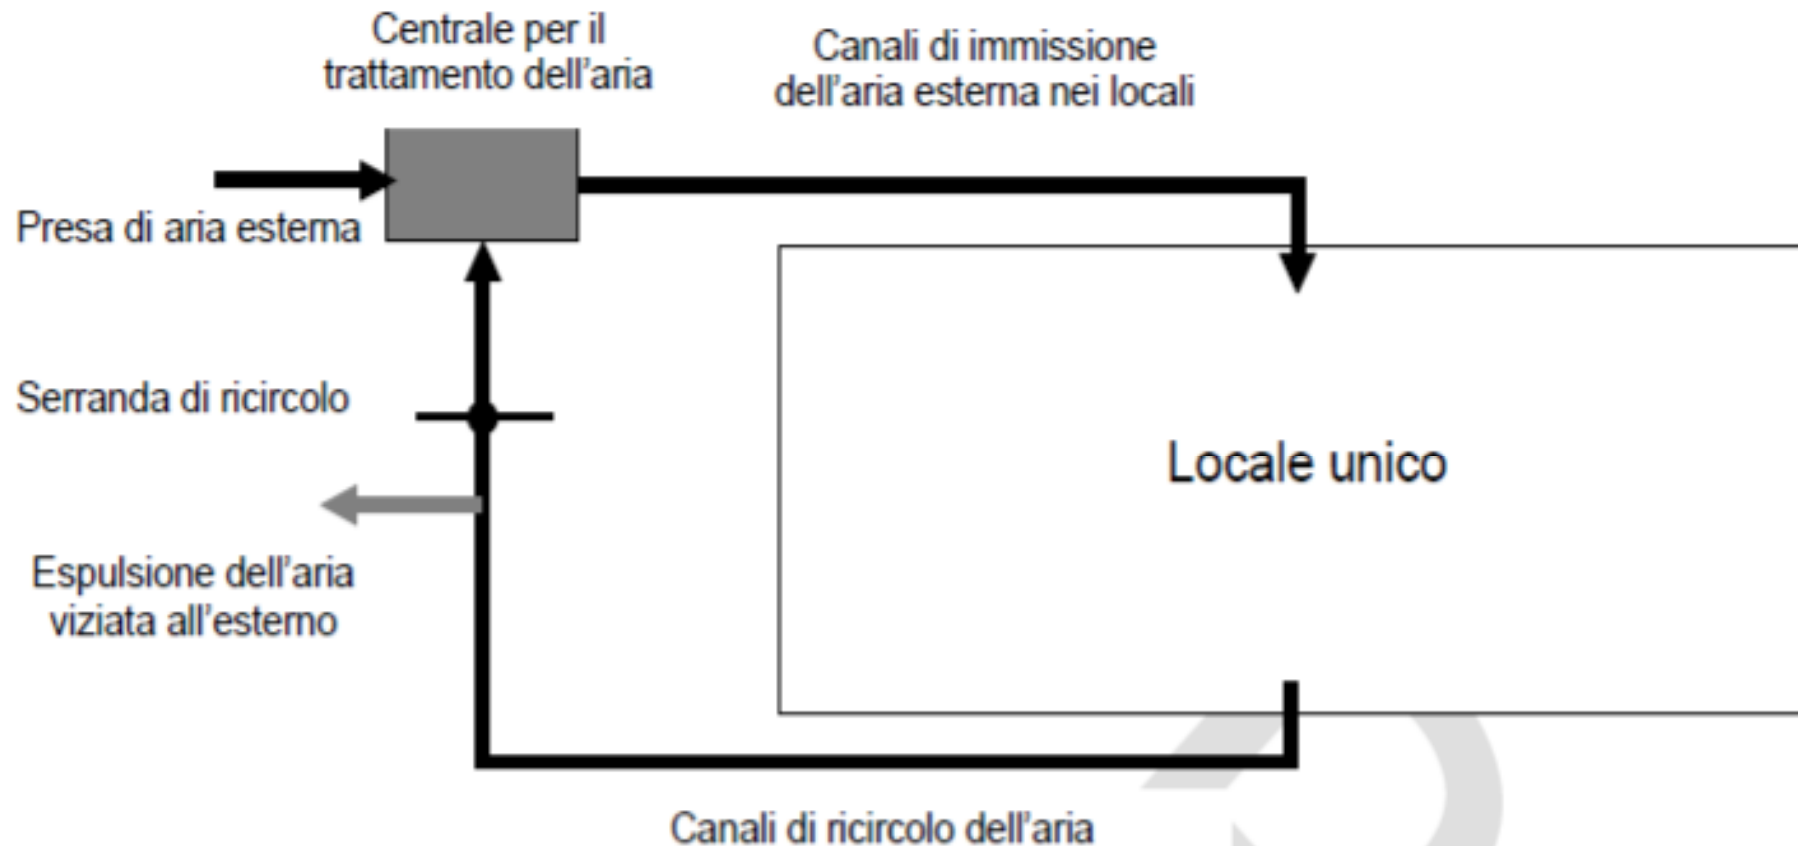 Centrale per il
trattamento dell'aria
Canali di immissione
dell'aria esterna nei locali
Presa di aria esterna
Serranda di ricircolo
Locale unico
Espulsione dell'aria
viziata all'esterno
Canali di ricircolo dell'aria